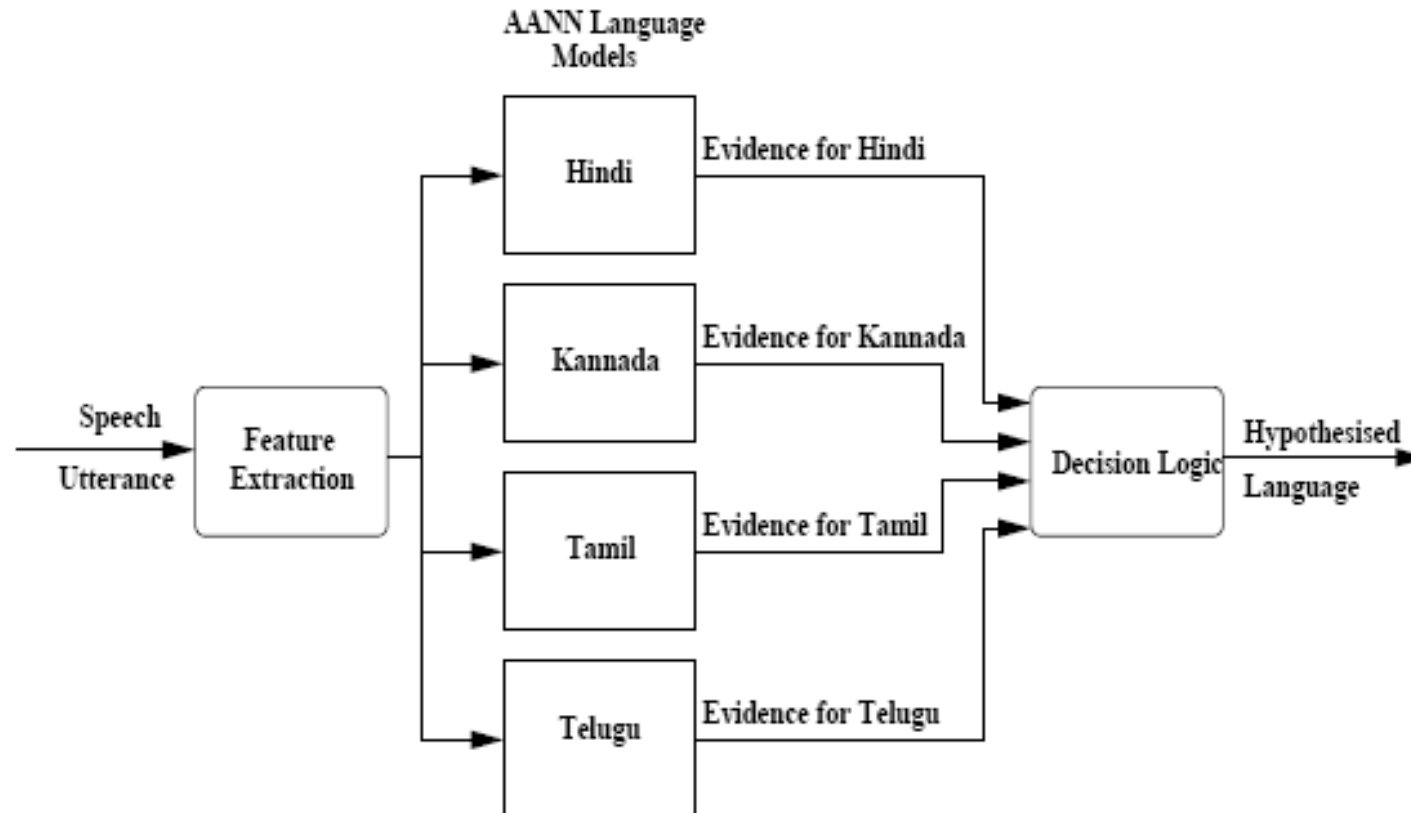 AANN Language
Models
Hindi
Evidence for Hindi
Kannada
Evidence for Kannada
Speech
Utterance
Feature
Extraction
Tamil
Evidence for Tamil
Telugu
Evidence for Telugu
Decision Logic
Hypothesised
Language